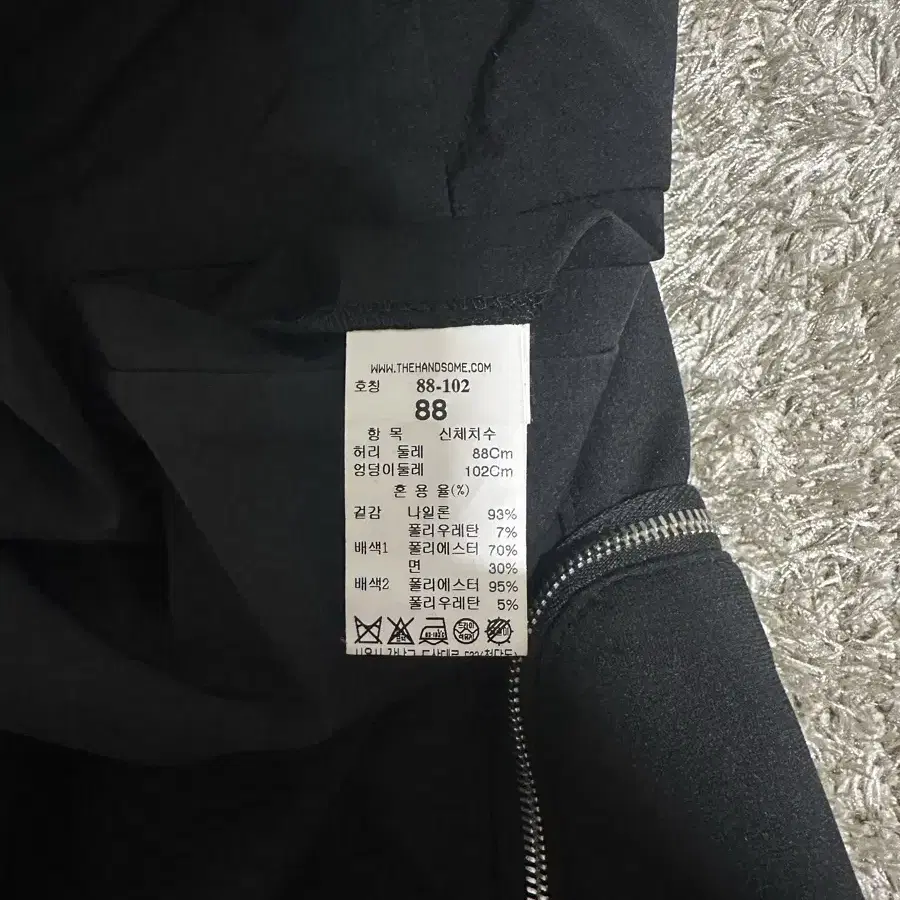 WWW.THEHANDSOME.COM
호칭 88-102
88
항 목 신체치수
허리 둘레 88Cm
엉덩이둘레 102Cm
혼 용 율(%)
겉감 나일론 93%
폴리우레탄 7%
배색1 폴리에스터 70%
면 30%
배색2 폴리에스터 95%
폴리우레탄 5%
드라이